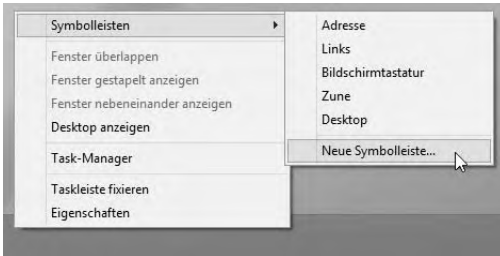 Symbolleisten
Fenster überlappen
Fenster gestapelt anzeigen
Fenster nebeneinander anzeigen
Desktop anzeigen
Task-Manager
Taskleiste fixieren
Eigenschaften
Adresse
Links
Bildschirmtastatur
Zune
Desktop
Neue Symbolleiste...